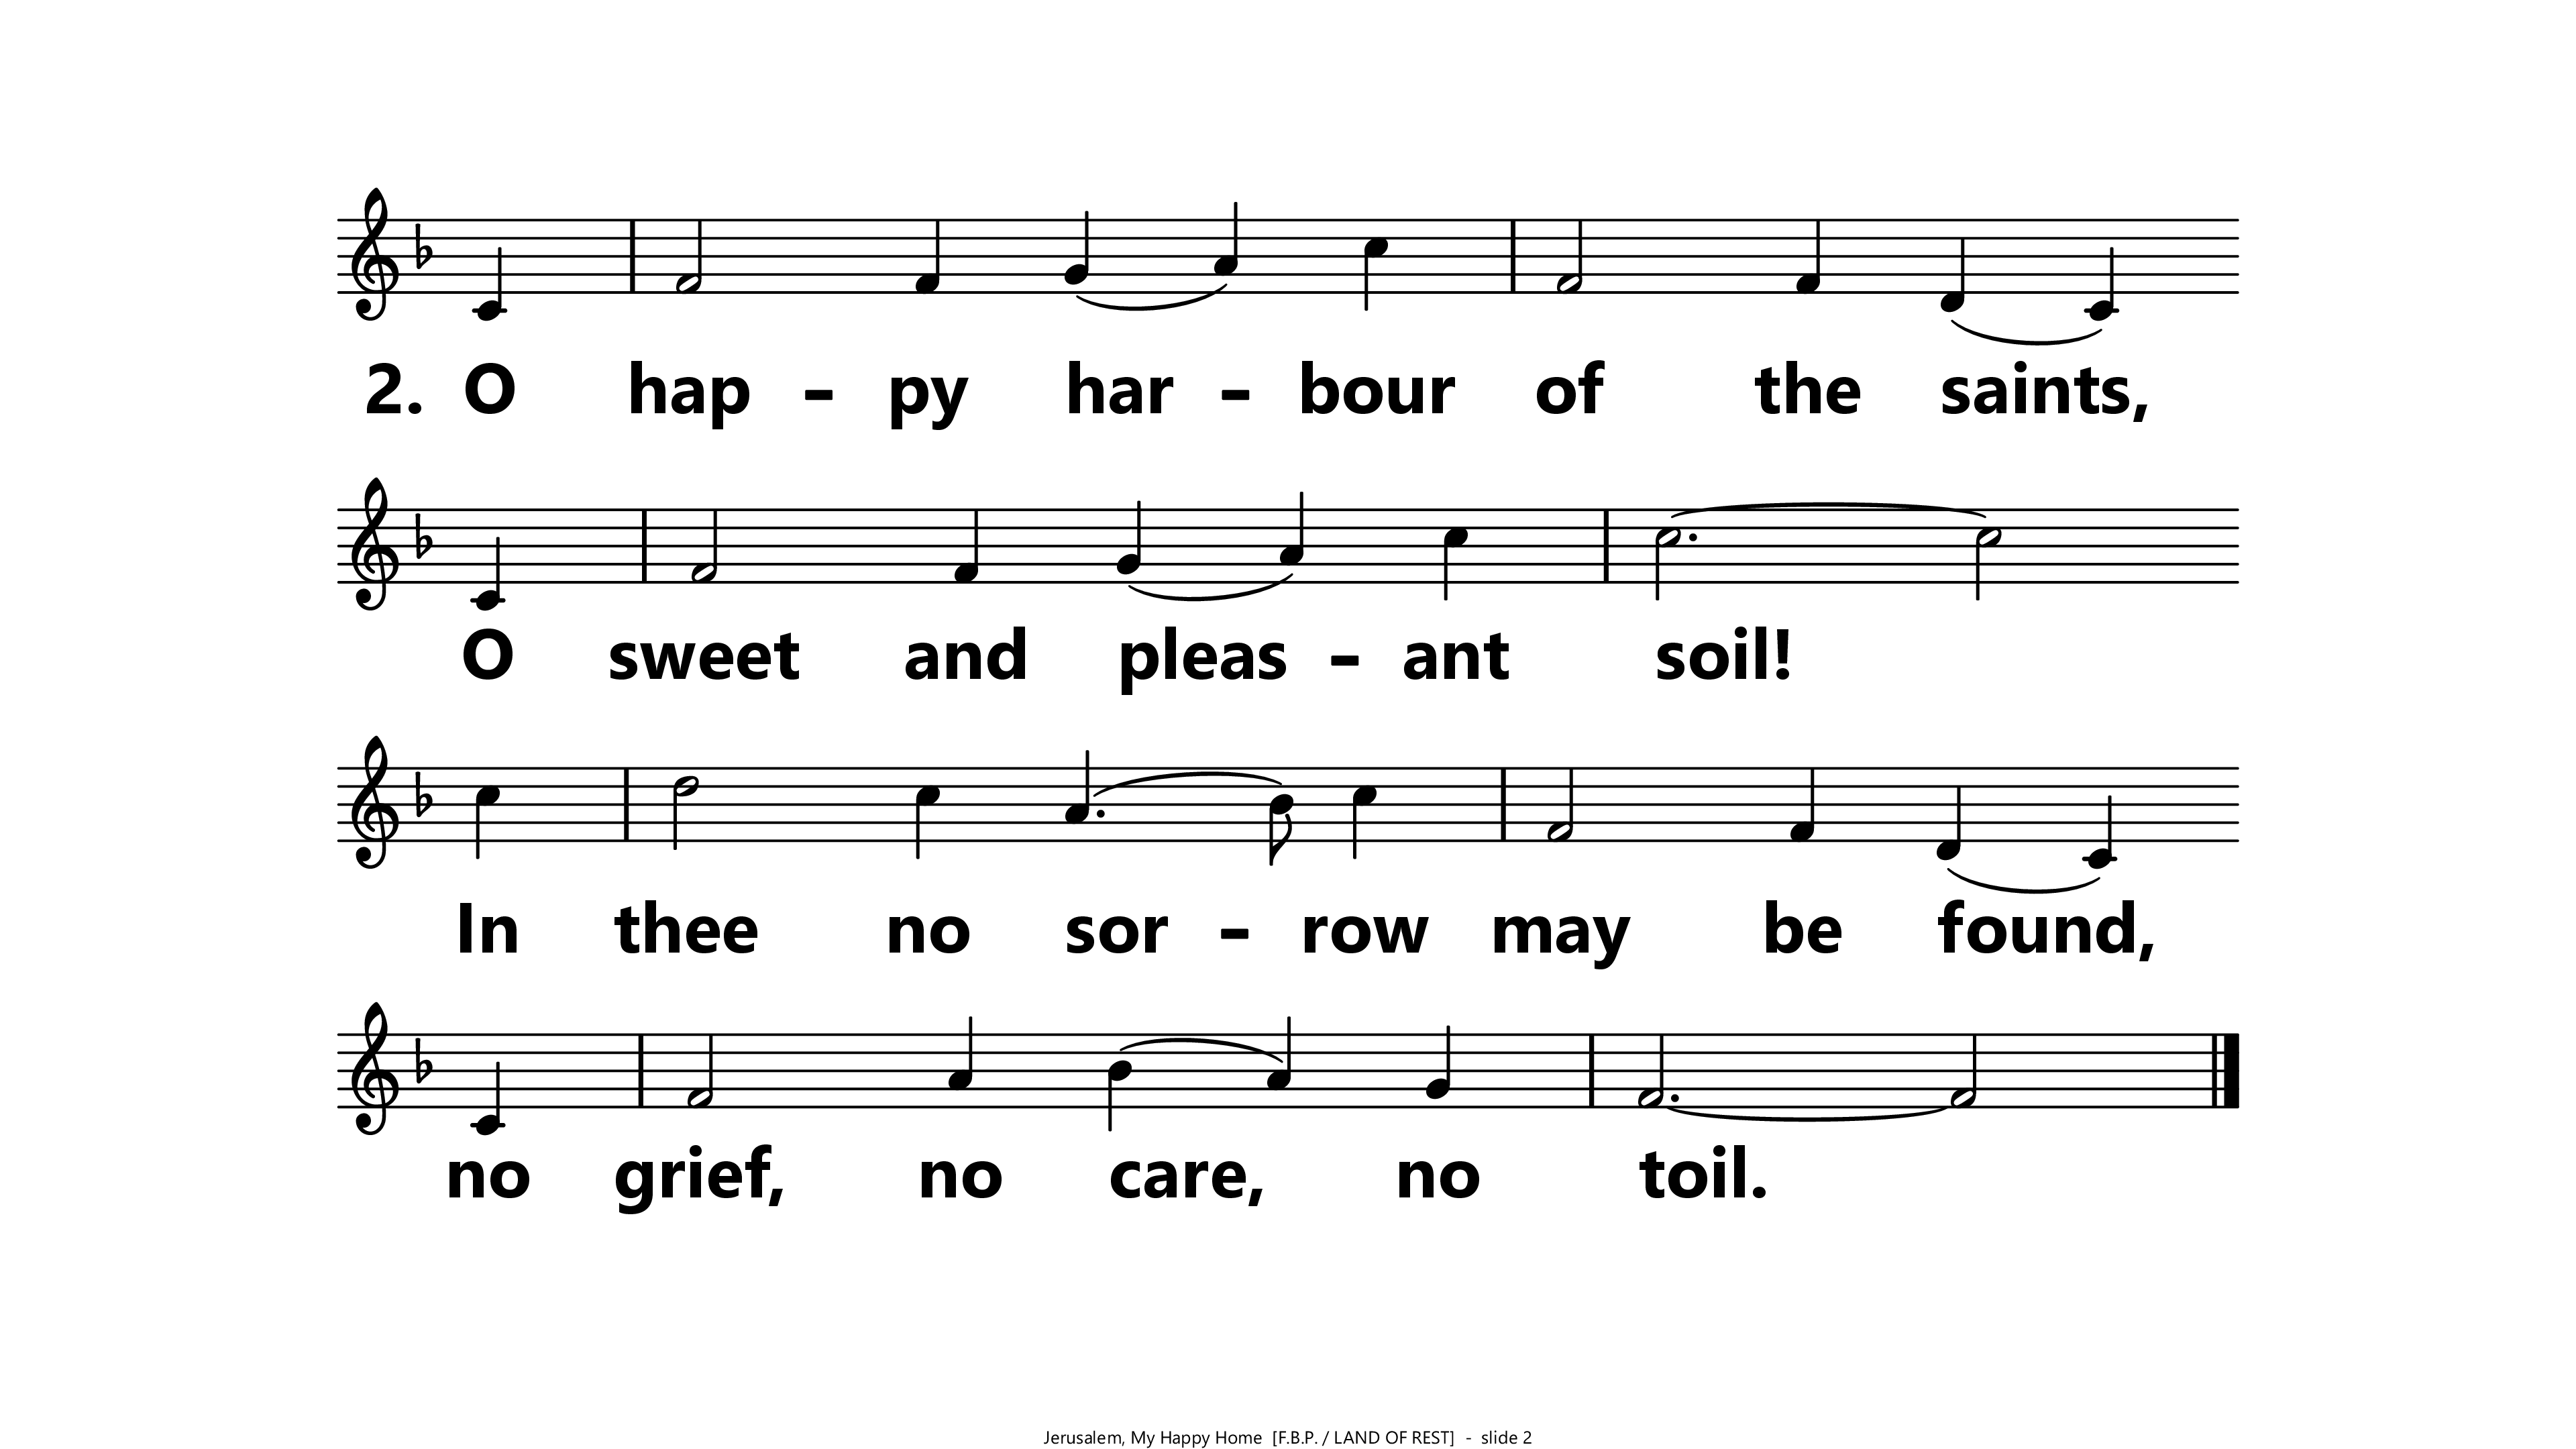 2. O hap - py har - bour of the saints,
O sweet and pleas - ant soil!
In thee no sor - row may be found,
no grief, no care, no toil.
Jerusalem, My Happy Home [F.B.P. / LAND OF REST] - slide 2